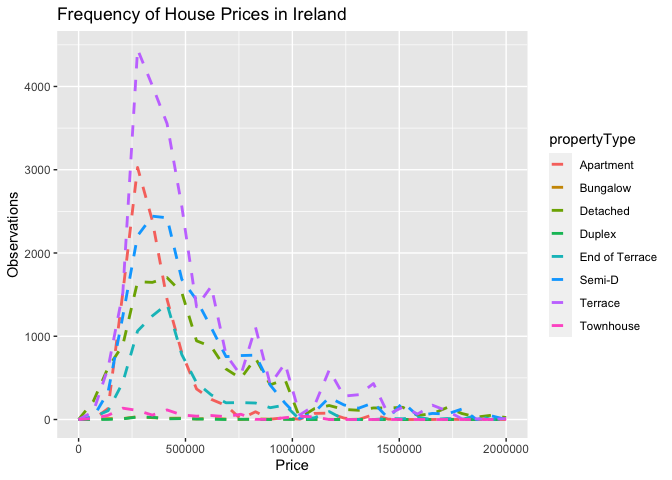 Frequency of House Prices in Ireland
4000
3000
2000
1000
0
Observations
0
500000
1000000
1500000
2000000
Price
propertyType
Apartment
Bungalow
Detached
Duplex
End of Terrace
Semi-D
Terrace
Townhouse